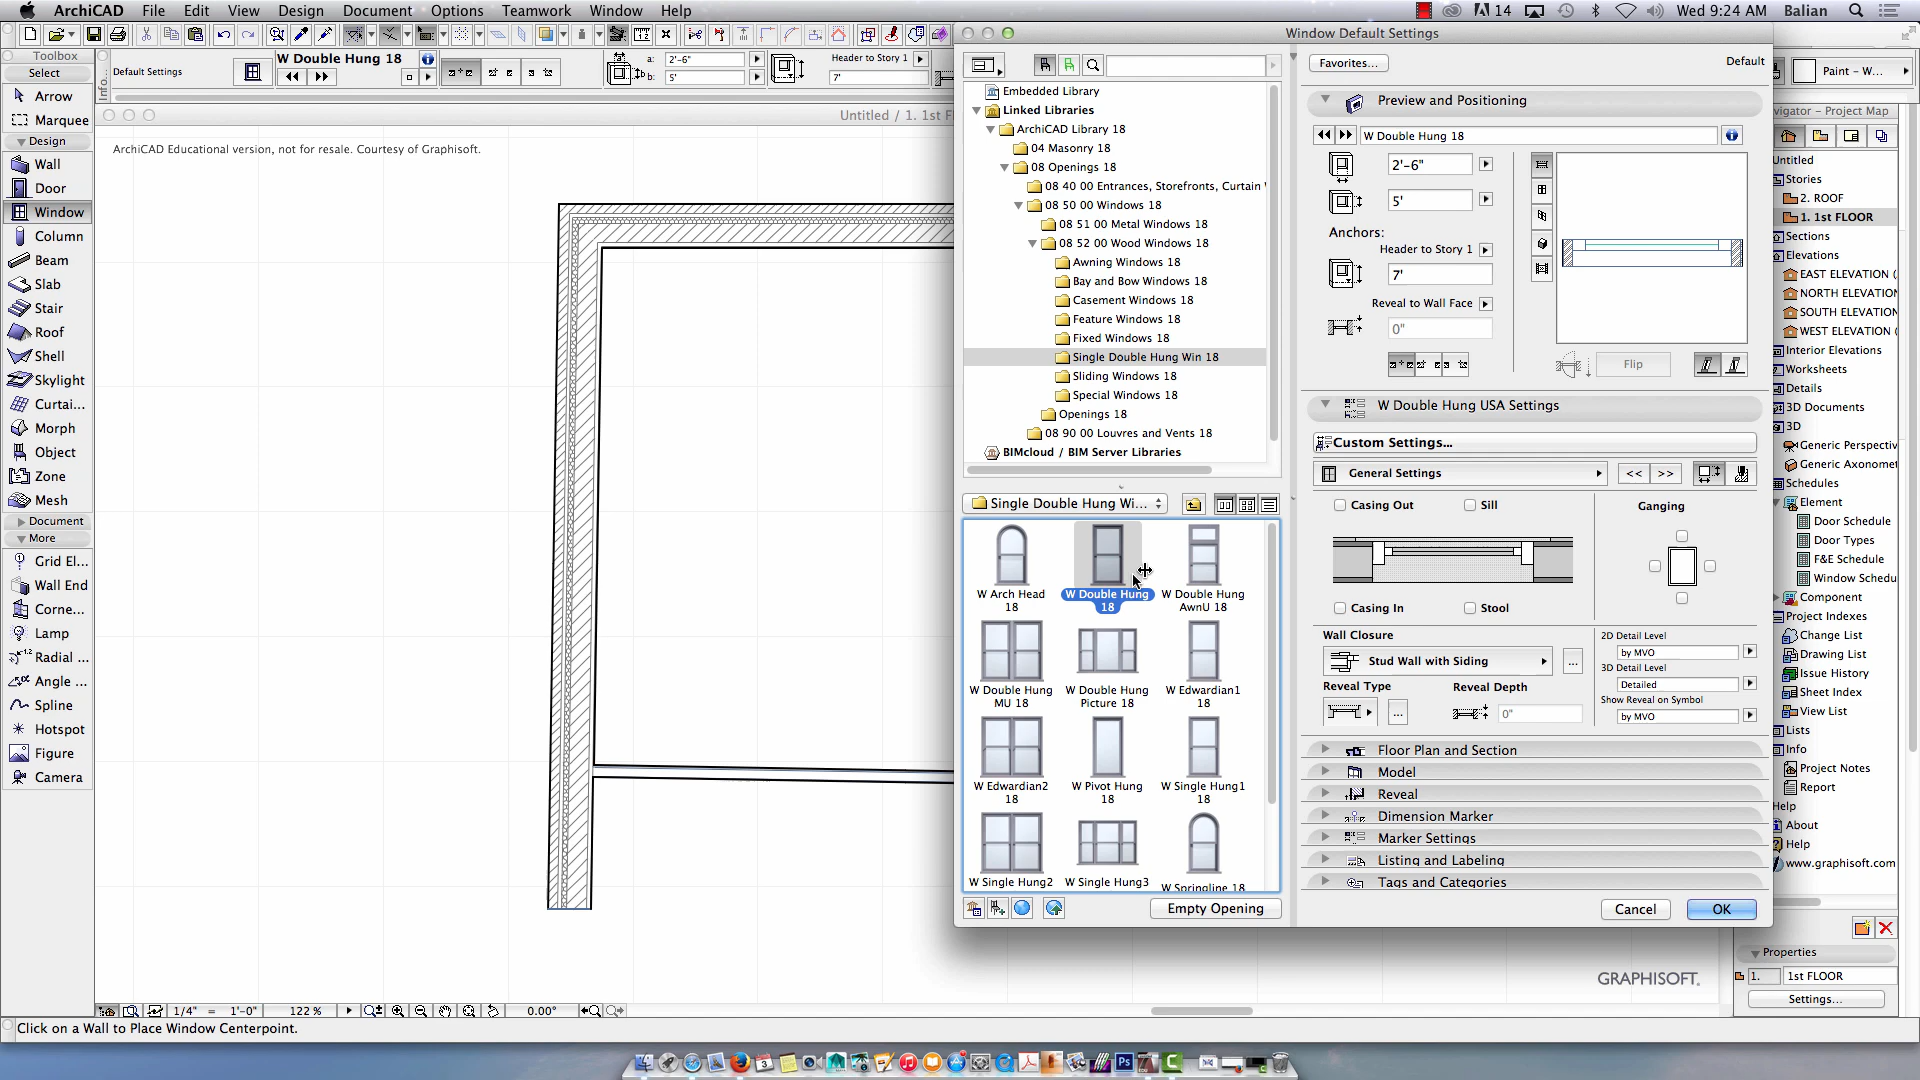 ArchiCAD File Edit View Design Document Options Teamwork Window Help
14 Wed 9:24 AM Balian
Toolbox
Select
Arrow
Marquee
Design
Wall
Door
Window
Column
Beam
Slab
Stair
Roof
Shell
Skylight
Curtai...
Morph
Object
Zone
Mesh
Document
More
Grid El...
Wall End
Corne...
Lamp
Radial ...
Angle ...
Spline
Hotspot
Figure
Camera
Info...
Default Settings
W Double Hung 18
a: 2'-6"
b: 5'
Header to Story 1
7'
Paint - W...
Untitled / 1. 1st F
ArchiCAD Educational version, not for resale. Courtesy of Graphisoft.
Window Default Settings
Embedded Library
Linked Libraries
ArchiCAD Library 18
04 Masonry 18
08 Openings 18
08 40 00 Entrances, Storefronts, Curtain
08 50 00 Windows 18
08 51 00 Metal Windows 18
08 52 00 Wood Windows 18
Awning Windows 18
Bay and Bow Windows 18
Casement Windows 18
Feature Windows 18
Fixed Windows 18
Single Double Hung Win 18
Sliding Windows 18
Special Windows 18
Openings 18
08 90 00 Louvres and Vents 18
BIMcloud / BIM Server Libraries
Single Double Hung Wi...
W Arch Head 18
W Double Hung 18
W Double Hung AwnU 18
W Double Hung MU 18
W Double Hung Picture 18
W Edwardian1 18
W Edwardian2 18
W Pivot Hung 18
W Single Hung1 18
W Single Hung2
W Single Hung3
W Springline 18
Empty Opening
Favorites...
Default
Preview and Positioning
W Double Hung 18
2'-6"
5'
Anchors:
Header to Story 1
7'
Reveal to Wall Face
0"
Flip
W Double Hung USA Settings
Custom Settings...
General Settings
<< >>
Casing Out
Sill
Ganging
Casing In
Stool
Wall Closure
Stud Wall with Siding
...
Reveal Type
...
Reveal Depth
0"
2D Detail Level
by MVO
3D Detail Level
Detailed
Show Reveal on Symbol
by MVO
Floor Plan and Section
Model
Reveal
Dimension Marker
Marker Settings
Listing and Labeling
Tags and Categories
Cancel
OK
vigator - Project Map
Untitled
Stories
2. ROOF
1. 1st FLOOR
Sections
Elevations
EAST ELEVATION (
NORTH ELEVATION
SOUTH ELEVATION
WEST ELEVATION (
Interior Elevations
Worksheets
Details
3D Documents
3D
Generic Perspectiv
Generic Axonomet
Schedules
Element
Door Schedule
Door Types
F&E Schedule
Window Schedu
Component
Project Indexes
Change List
Drawing List
Issue History
Sheet Index
View List
Lists
Info
Project Notes
Report
Help
About
Help
www.graphisoft.com
Properties
1. 1st FLOOR
Settings...
GRAPHISOFT.
1/4" = 1'-0" 122 % 0.00°
Click on a Wall to Place Window Centerpoint.
3
Ps